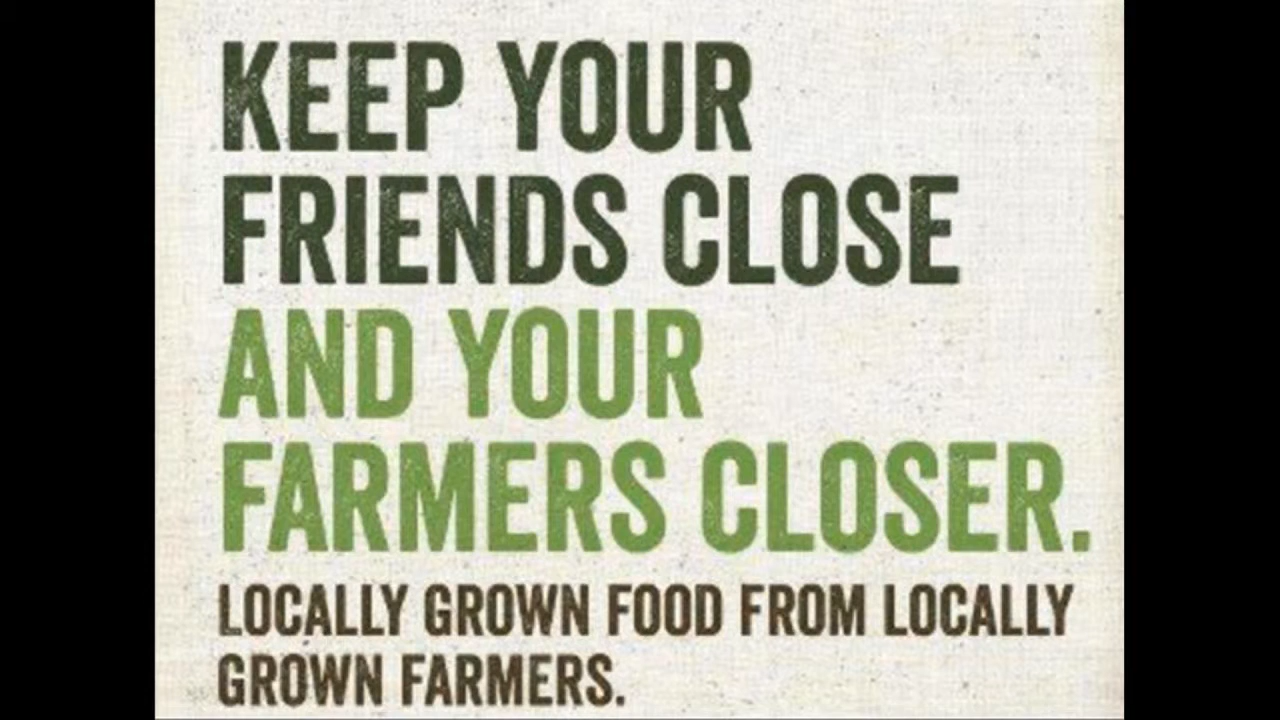 KEEP YOUR
FRIENDS CLOSE
AND YOUR
FARMERS CLOSER.
LOCALLY GROWN FOOD FROM LOCALLY
GROWN FARMERS.